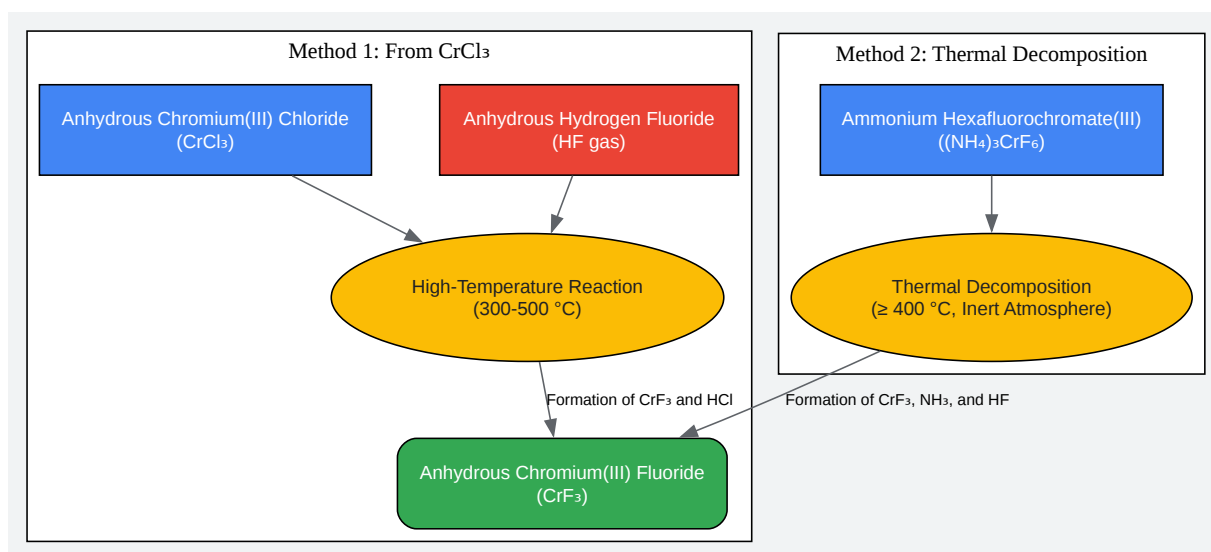 Method 1: From CrCl₃
Anhydrous Chromium(III) Chloride
(CrCl₃)
Anhydrous Hydrogen Fluoride
(HF gas)
High-Temperature Reaction
(300-500 °C)
Formation of CrF₃ and HCl
Anhydrous Chromium(III) Fluoride
(CrF₃)
Method 2: Thermal Decomposition
Ammonium Hexafluorochromate(III)
((NH₄)₃CrF₆)
Thermal Decomposition
(≥ 400 °C, Inert Atmosphere)
Formation of CrF₃, NH₃, and HF